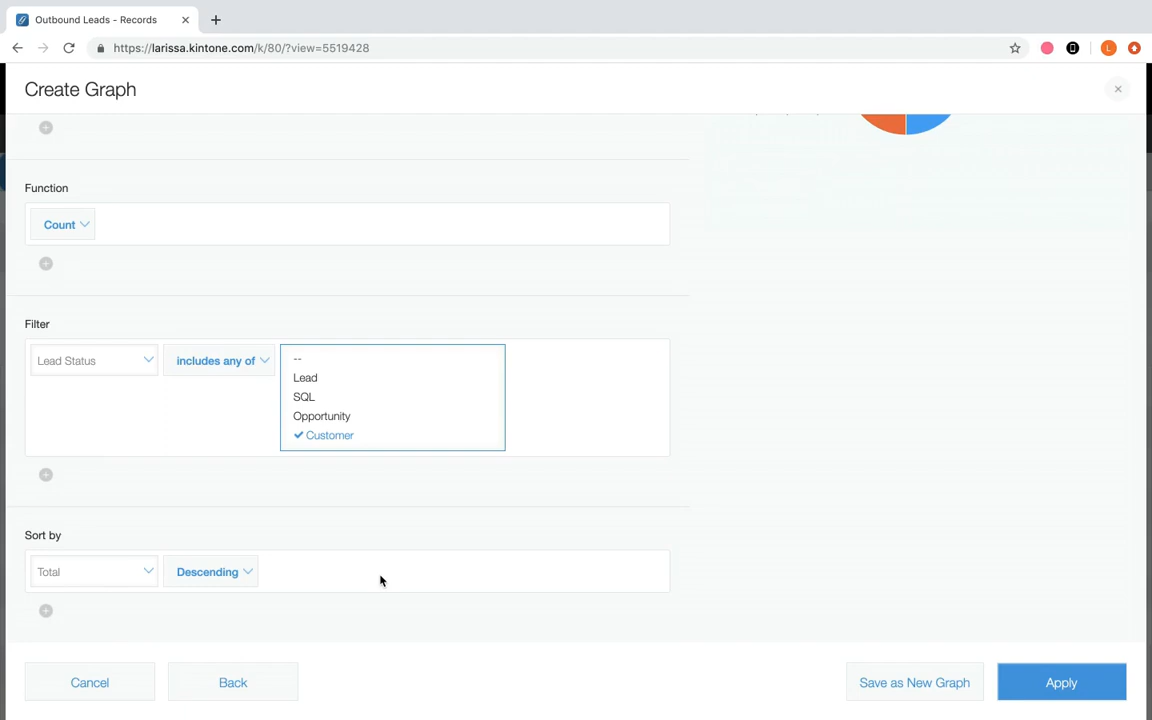 Outbound Leads - Records
https://larissa.kintone.com/k/80/?view=5519428
L
Create Graph
Function
Count
Filter
Lead Status
includes any of
--
Lead
SQL
Opportunity
Customer
Sort by
Total
Descending
Cancel
Back
Save as New Graph
Apply